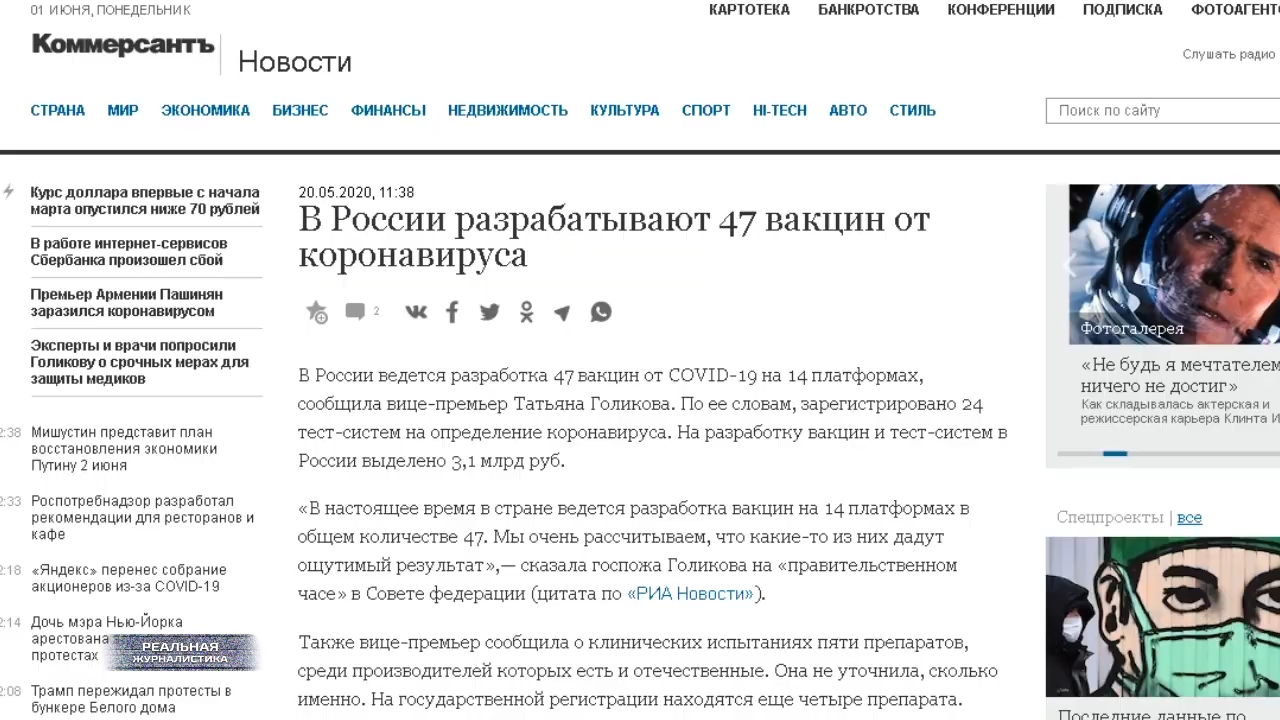 01 ИЮНЯ, ПОНЕДЕЛЬНИК
КАРТОТЕКА БАНКРОТСТВА КОНФЕРЕНЦИИ ПОДПИСКА ФОТОАГЕНТ
Коммерсантъ
Новости
Слушать радио
СТРАНА МИР ЭКОНОМИКА БИЗНЕС ФИНАНСЫ НЕДВИЖИМОСТЬ КУЛЬТУРА СПОРТ HI-TECH АВТО СТИЛЬ
Поиск по сайту
Курс доллара впервые с начала
марта опустился ниже 70 рублей
В работе интернет-сервисов
Сбербанка произошел сбой
Премьер Армении Пашинян
заразился коронавирусом
Эксперты и врачи попросили
Голикову о срочных мерах для
защиты медиков
2:38 Мишустин представит план
восстановления экономики
Путину 2 июня
2:33 Роспотребнадзор разработал
рекомендации для ресторанов и
кафе
2:18 «Яндекс» перенес собрание
акционеров из-за COVID-19
2:14 Дочь мэра Нью-Йорка
арестована
протестах
РЕАЛЬНАЯ
ЖУРНАЛИСТИКА
2:08 Трамп пережидал протесты в
бункере Белого дома
20.05.2020, 11:38
В России разрабатывают 47 вакцин от
коронавируса
2
В России ведется разработка 47 вакцин от COVID-19 на 14 платформах,
сообщила вице-премьер Татьяна Голикова. По ее словам, зарегистрировано 24
тест-систем на определение коронавируса. На разработку вакцин и тест-систем в
России выделено 3,1 млрд руб.
«В настоящее время в стране ведется разработка вакцин на 14 платформах в
общем количестве 47. Мы очень рассчитываем, что какие-то из них дадут
ощутимый результат»,— сказала госпожа Голикова на «правительственном
часе» в Совете федерации (цитата по «РИА Новости»).
Также вице-премьер сообщила о клинических испытаниях пяти препаратов,
среди производителей которых есть и отечественные. Она не уточнила, сколько
именно. На государственной регистрации находятся еще четыре препарата.
Фотогалерея
«Не будь я мечтателем
ничего не достиг»
Как складывалась актерская и
режиссерская карьера Клинта И
Спецпроекты | все
Последние данные по